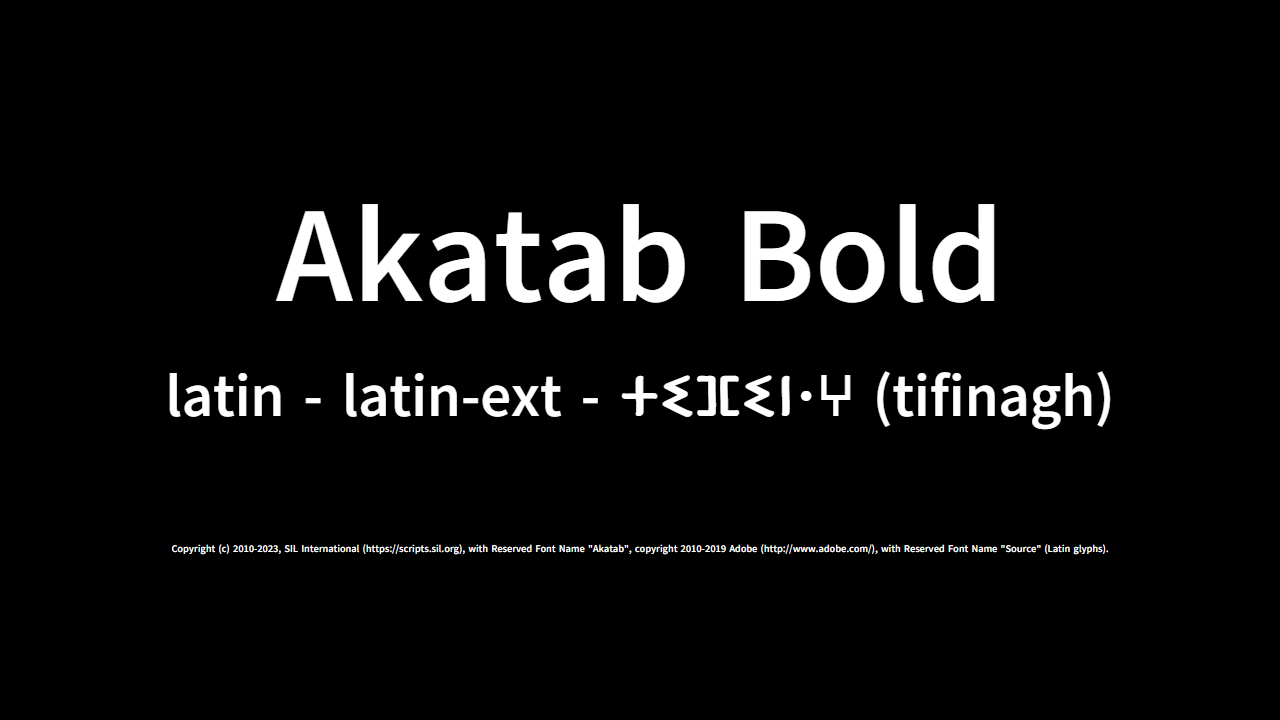 Akatab Bold
latin - latin-ext - ⵜⵉⴼⵉⵏⴰⵖ (tifinagh)
Copyright (c) 2010-2023, SIL International (https://scripts.sil.org), with Reserved Font Name "Akatab", copyright 2010-2019 Adobe (http://www.adobe.com/), with Reserved Font Name "Source" (Latin glyphs).